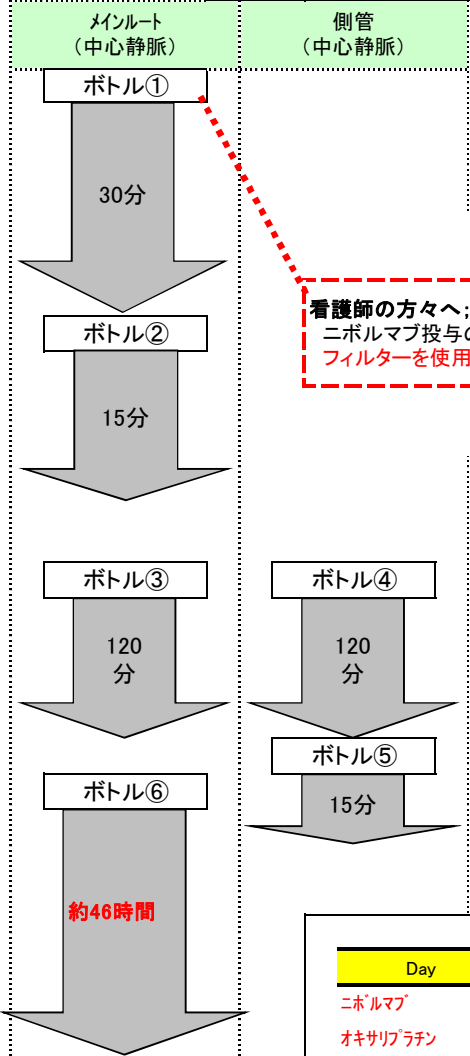 メインルート
（中心静脈）
側管
（中心静脈）
ボトル①
30分
看護師の方々へ；
ニボルマブ投与の
フィルターを使用
ボトル②
15分
ボトル③
120
分
ボトル④
120
分
ボトル⑤
15分
ボトル⑥
約46時間
Day
ニボルマブ
オキサリプラチン